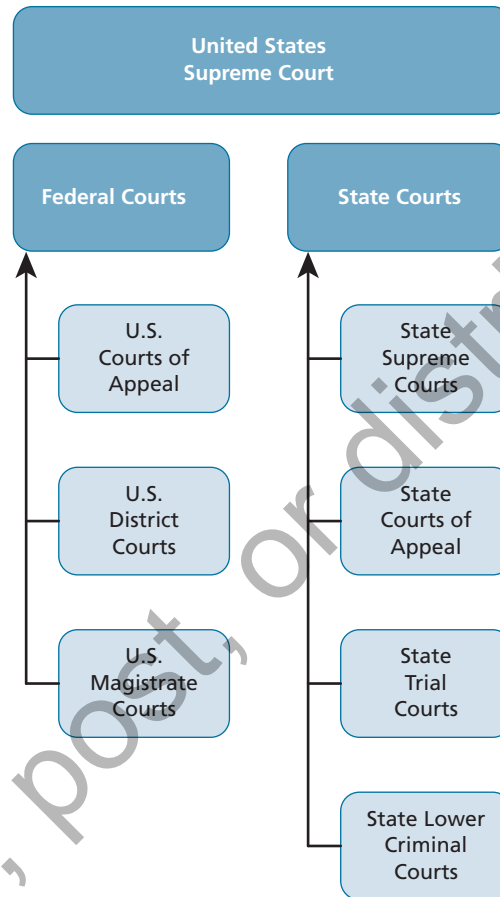 United States
Supreme Court
Federal Courts
State Courts
U.S.
Courts of
Appeal
U.S.
District
Courts
U.S.
Magistrate
Courts
State
Supreme
Courts
State
Courts of
Appeal
State
Trial
Courts
State Lower
Criminal
Courts
, post, or distr